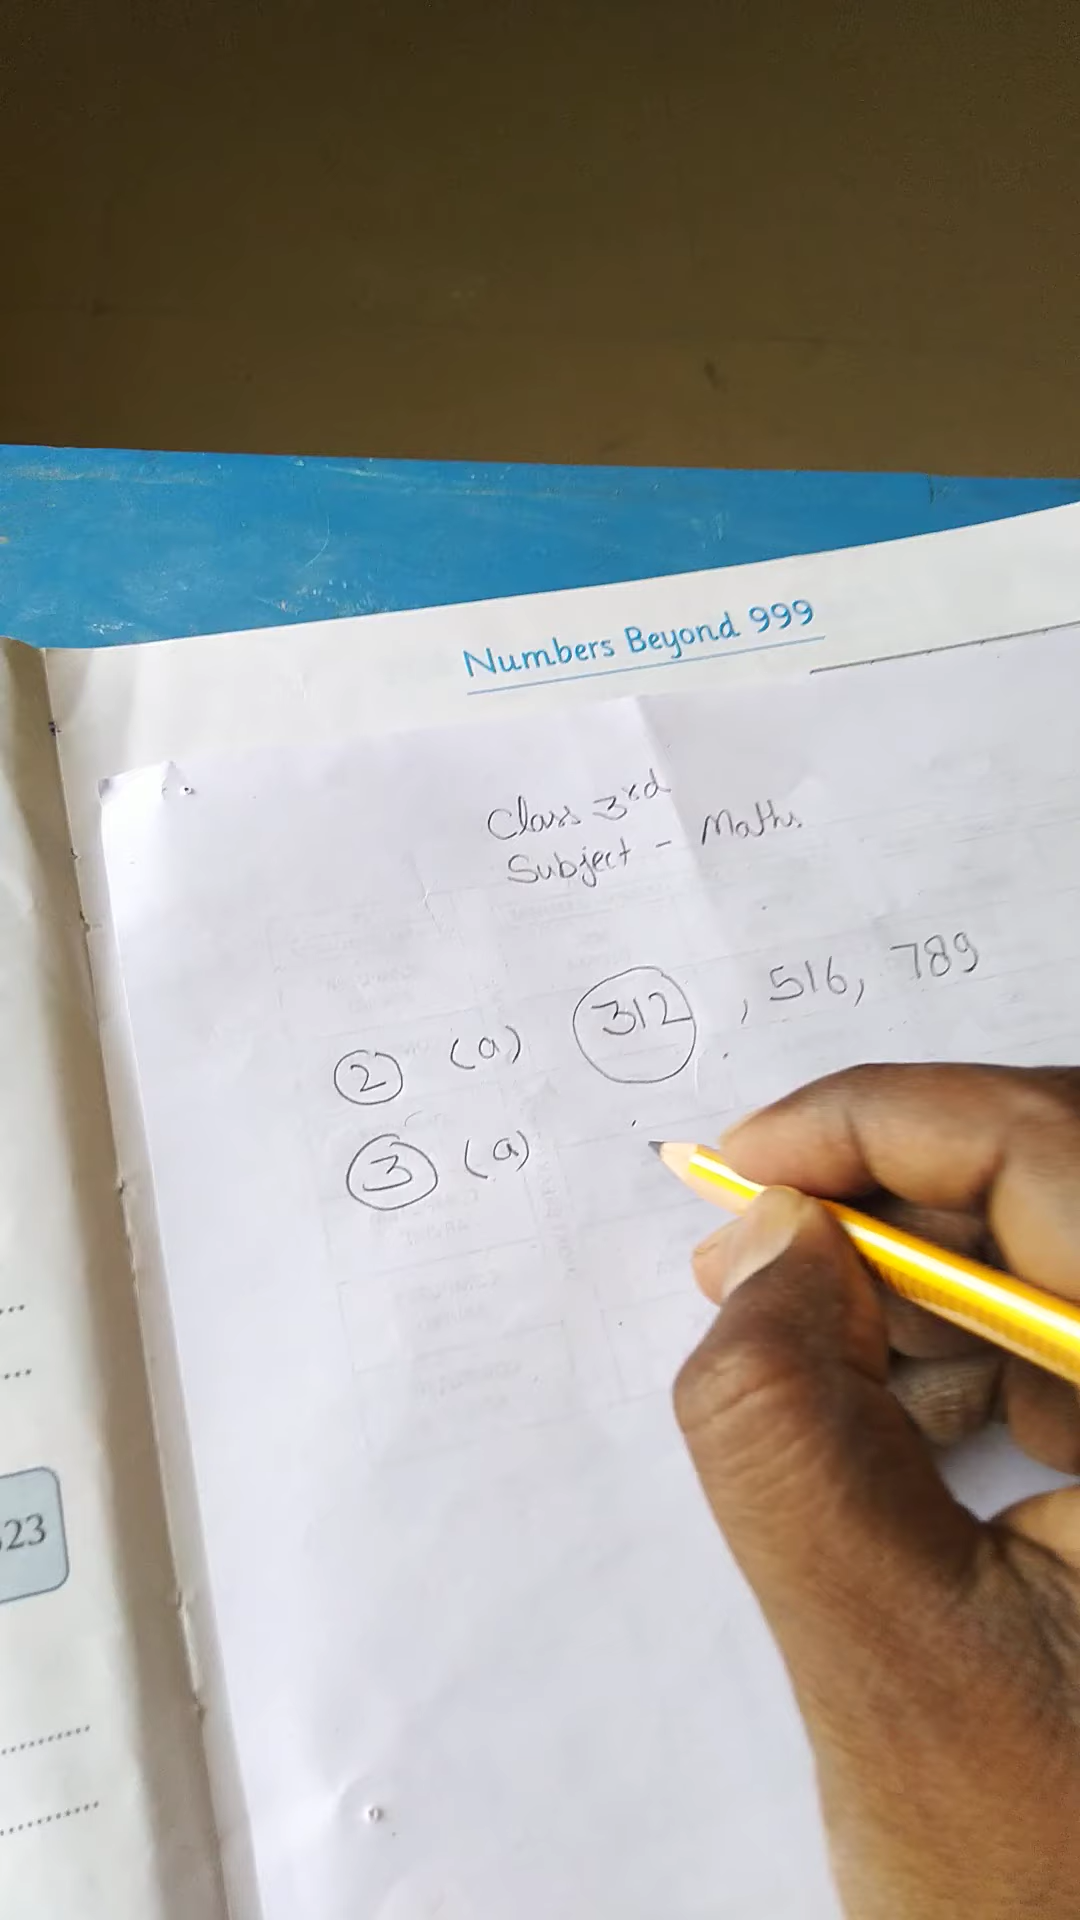 Numbers Beyond 999
Class 3rd
Subject - Maths
② (a) 312, 516, 789
③ (a)
23